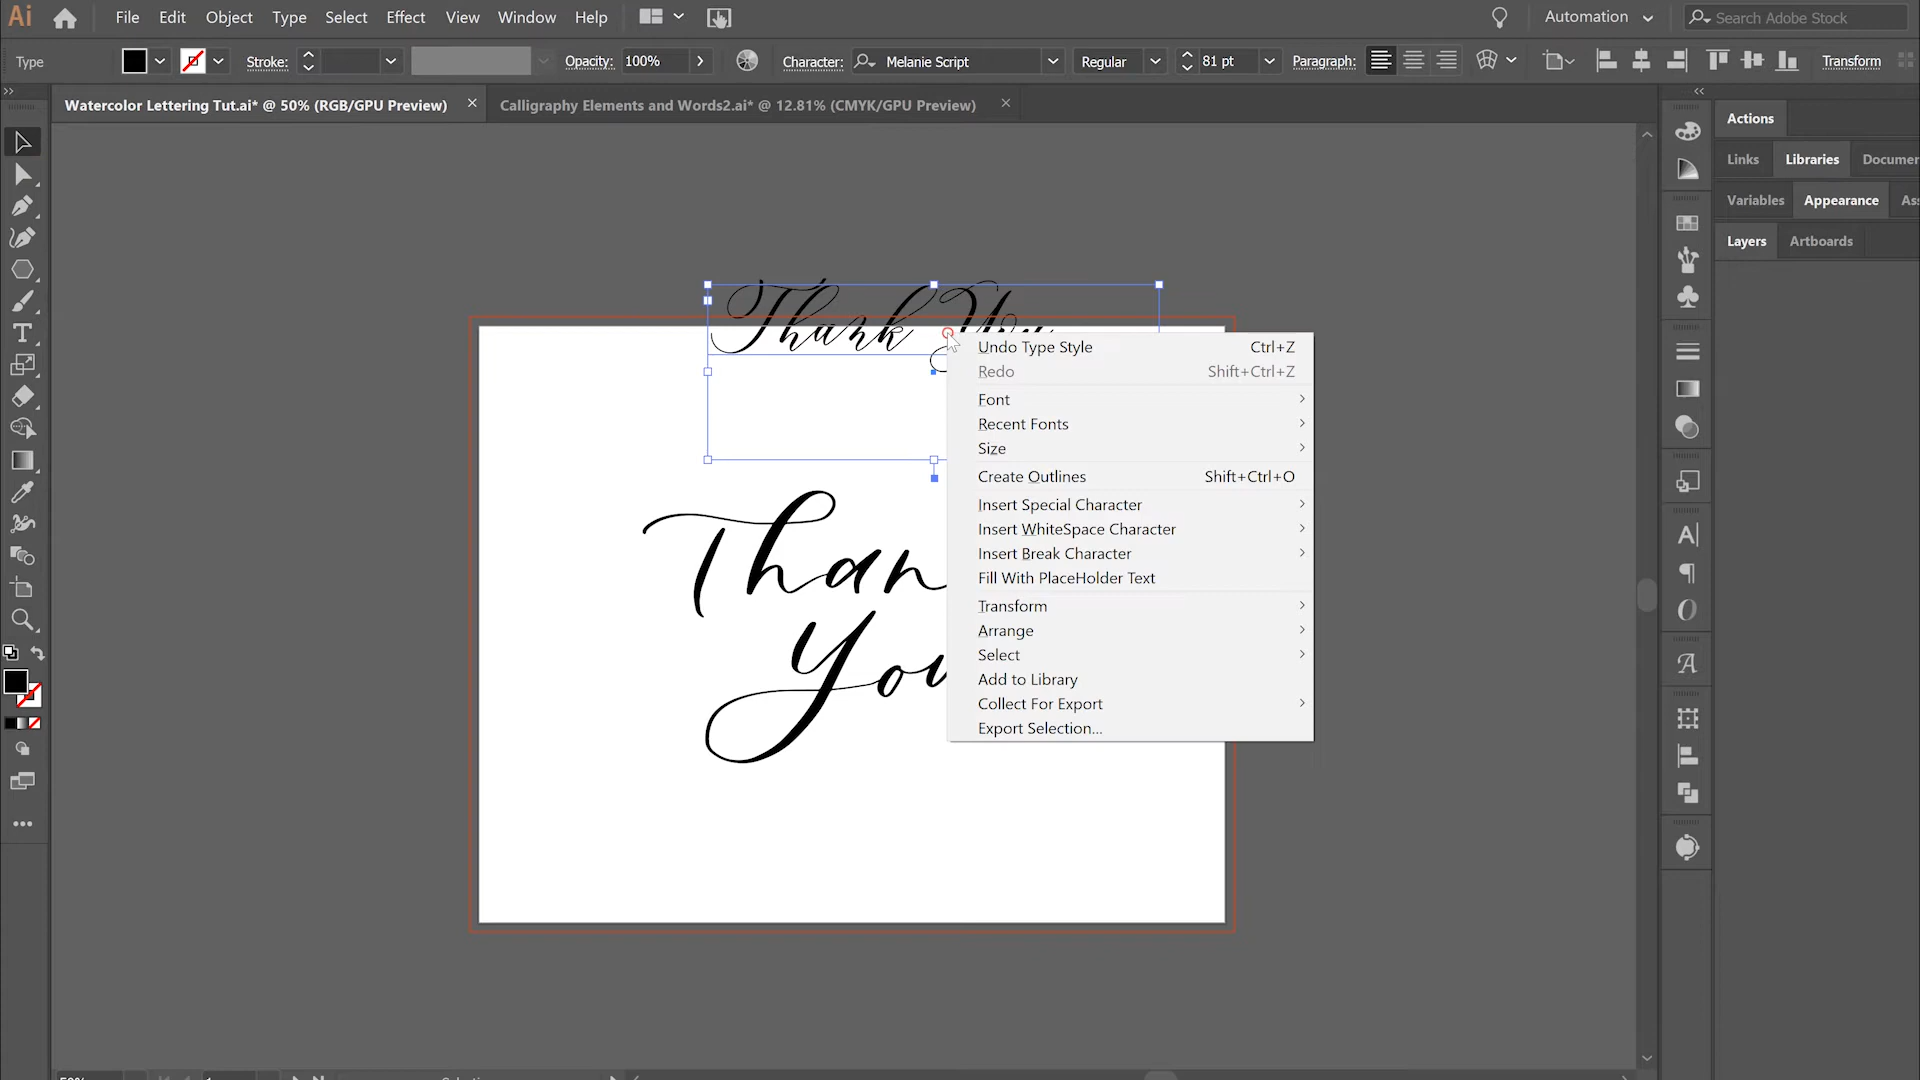 Ai File Edit Object Type Select Effect View Window Help Automation Search Adobe Stock
Type Stroke: Opacity: 100% Character: Melanie Script Regular 81 pt Paragraph: Transform
Watercolor Lettering Tut.ai* @ 50% (RGB/GPU Preview) × Calligraphy Elements and Words2.ai* @ 12.81% (CMYK/GPU Preview) ×
Actions
Links Libraries
Variables Appearance
Layers Artboards
Thank
Undo Type Style Ctrl+Z
Redo Shift+Ctrl+Z
Font
Recent Fonts
Size
Create Outlines Shift+Ctrl+O
Insert Special Character
Insert WhiteSpace Character
Insert Break Character
Fill With PlaceHolder Text
Transform
Arrange
Select
Add to Library
Collect For Export
Export Selection...
Than
You